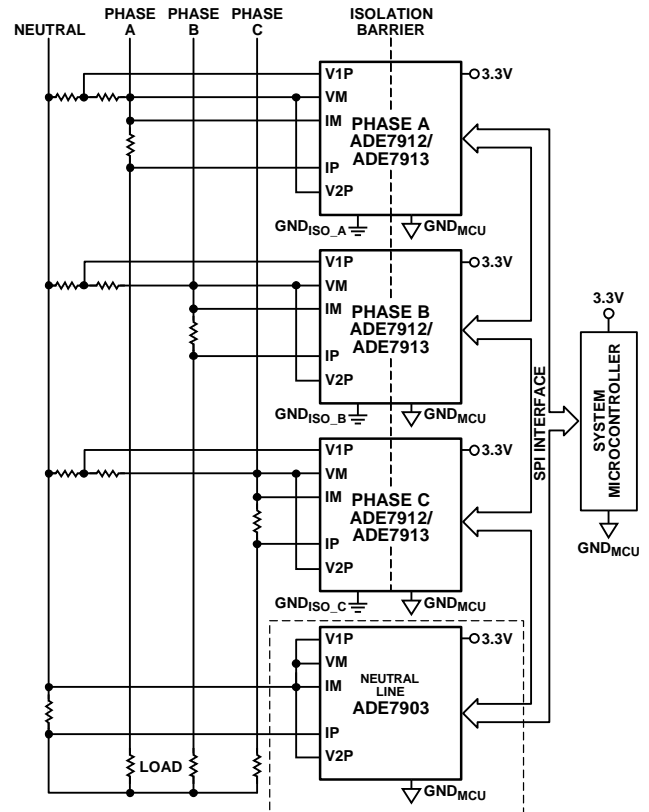 NEUTRAL
PHASE
A
PHASE
B
PHASE
C
ISOLATION
BARRIER
V1P
VM
IM
IP
V2P
PHASE A
ADE7912/
ADE7913
3.3V
GNDISO_A
GNDMCU
V1P
VM
IM
IP
V2P
PHASE B
ADE7912/
ADE7913
3.3V
GNDISO_B
GNDMCU
V1P
VM
IM
IP
V2P
PHASE C
ADE7912/
ADE7913
3.3V
GNDISO_C
GNDMCU
V1P
VM
IM
IP
V2P
NEUTRAL
LINE
ADE7903
3.3V
GNDMCU
LOAD
SPI INTERFACE
3.3V
SYSTEM
MICROCONTROLLER
GNDMCU